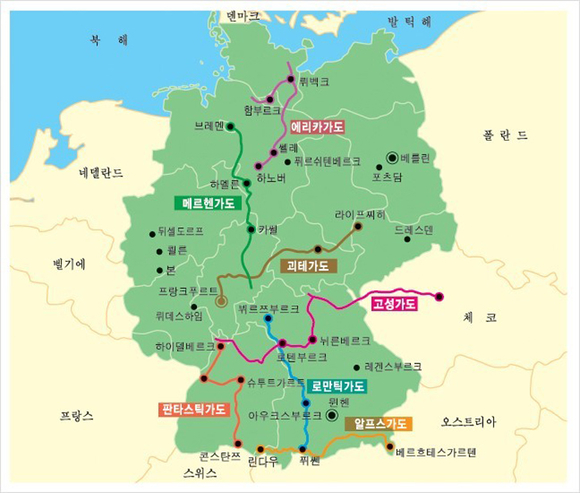 덴마크
발 틱 해
북 해
뤼벡크
함부르크
브레멘
에리카가도
폴 란 드
쩰레
뤼르쉬텐베르크
베를린
네델란드
하노버
포츠담
하멜른
메르헨가도
라이프찌히
뒤셀도르프
카쎌
드레스덴
퀼른
벨기에
괴테가도
본
프랑크푸르트
고성가도
뷔르쯔부르크
뮈데스하임
체 코
뉘른베르크
하이델베르크
로텐부르크
레겐스부르크
슈투트가르트
로만틱가도
뮌헨
판타스틱가도
프랑스
아우크스부르크
알프스가도
오스트리아
콘스탄쯔
린다우
퓌쎈
베르흐테스가르텐
스위스